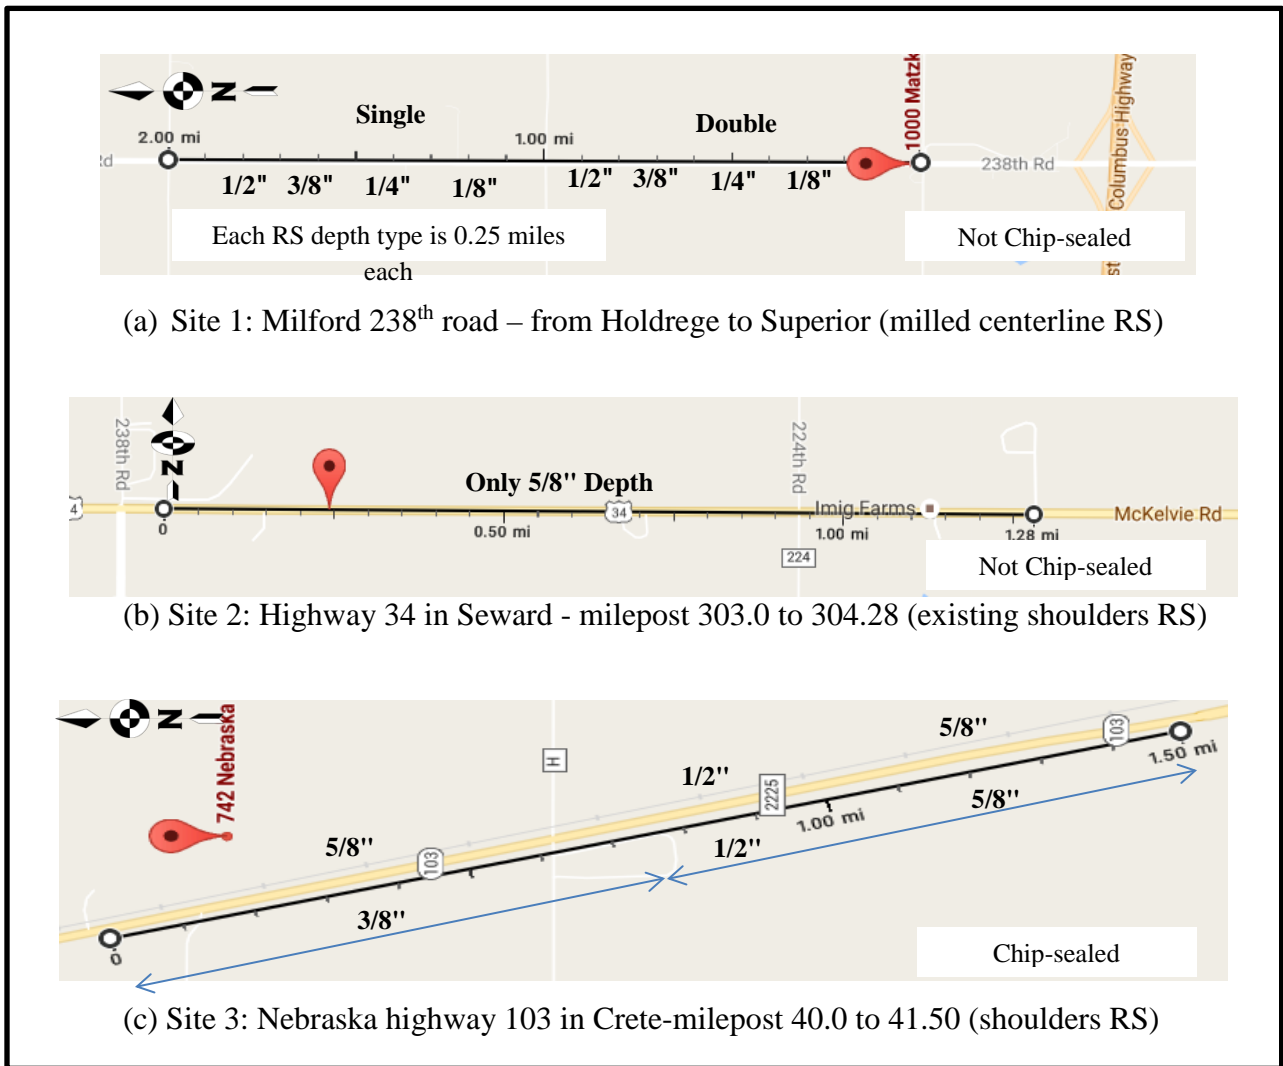 N
Single
Double
1000 Matzk
2.00 mi
1.00 mi
Rd
238th Rd
Columbus Highway
st
1/2" 3/8" 1/4" 1/8" 1/2" 3/8" 1/4" 1/8"
Each RS depth type is 0.25 miles
each
Not Chip-sealed
(a) Site 1: Milford 238th road – from Holdrege to Superior (milled centerline RS)
238th Rd
N
224th Rd
Only 5/8" Depth
4
34
Imig Farms
McKelvie Rd
0
0.50 mi
1.00 mi
1.28 mi
224
Not Chip-sealed
(b) Site 2: Highway 34 in Seward - milepost 303.0 to 304.28 (existing shoulders RS)
N
742 Nebraska
5/8"
103
1.50 mi
H
1/2"
2225
5/8"
1.00 mi
5/8"
103
1/2"
3/8"
0
Chip-sealed
(c) Site 3: Nebraska highway 103 in Crete-milepost 40.0 to 41.50 (shoulders RS)